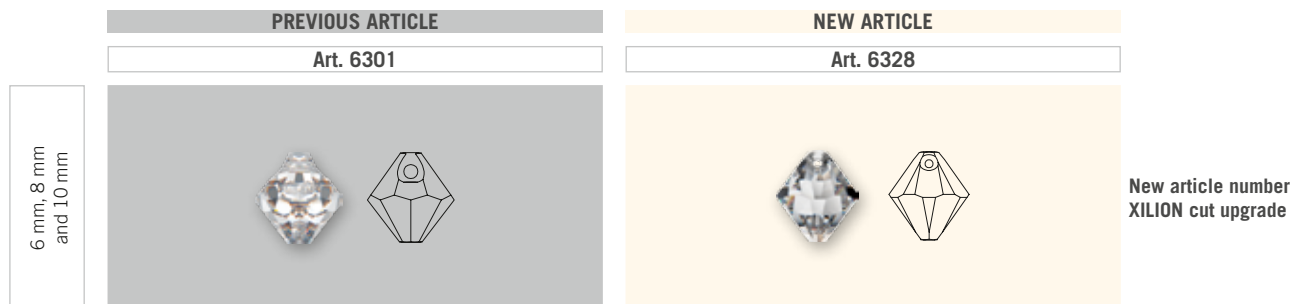 PREVIOUS ARTICLE
NEW ARTICLE
Art. 6301
Art. 6328
6 mm, 8 mm
and 10 mm
New article number
XILION cut upgrade